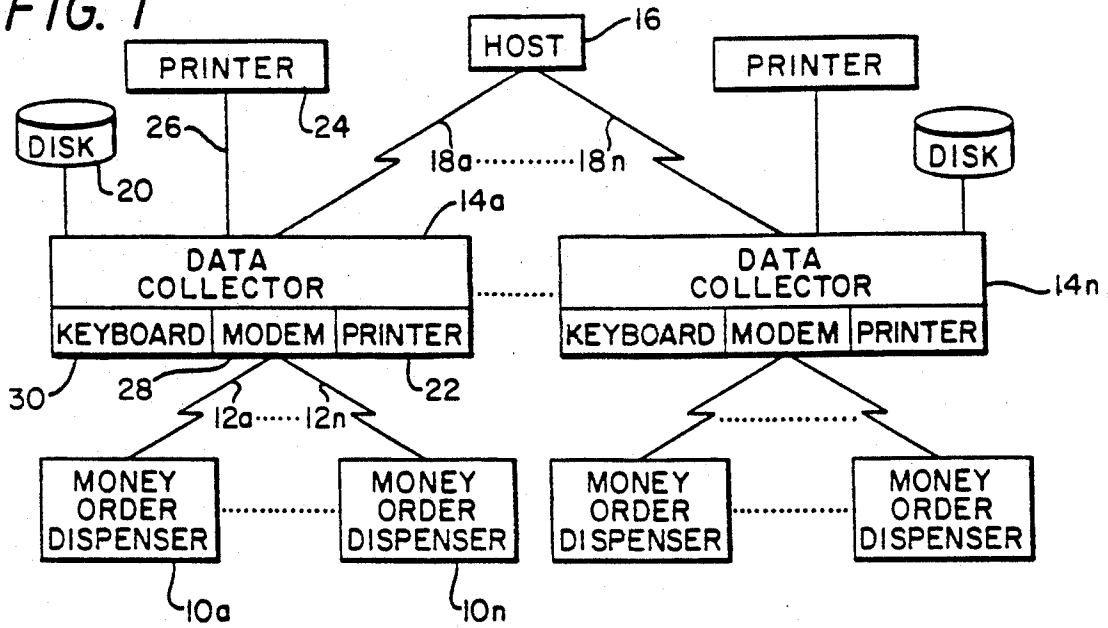 FIG. 1
HOST
16
PRINTER
24
PRINTER
DISK
20
26
18a
18n
DISK
14a
DATA
COLLECTOR
KEYBOARD MODEM PRINTER
DATA
COLLECTOR
KEYBOARD MODEM PRINTER
14n
30
28
22
12a
12n
MONEY
ORDER
DISPENSER
MONEY
ORDER
DISPENSER
MONEY
ORDER
DISPENSER
MONEY
ORDER
DISPENSER
10a
10n